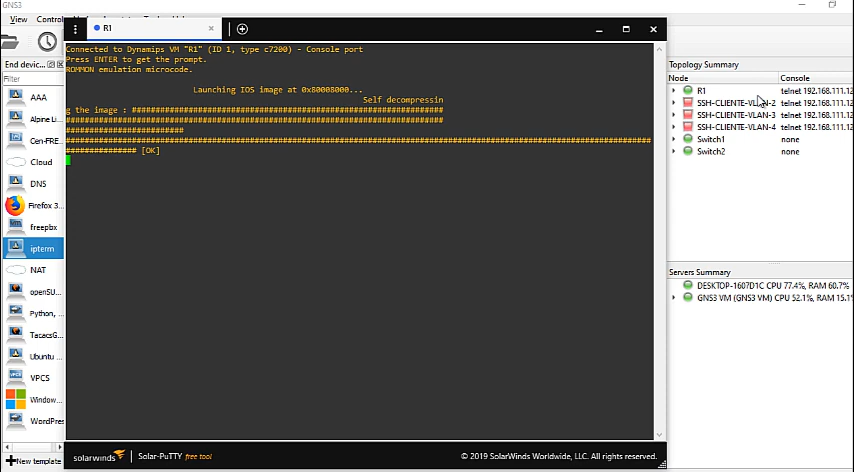 GNS3
View Control
R1
End devic...
Filter
AAA
Alpine Li...
Cen-FRE...
Cloud
DNS
Firefox 3...
freepbx
ipterm
NAT
openSU...
Python, ...
TacacsG...
Ubuntu ...
VPCS
Window...
WordPres
New template
Connected to Dynamips VM "R1" (ID 1, type c7200) - Console port
Press ENTER to get the prompt.
ROMMON emulation microcode.
Launching IOS image at 0x80008000...
Self decompressin
g the image : ##################################################################
###############################################################################
#########################
############################################################################################################################
############### [OK]
solarwinds
Solar-PuTTY free tool
© 2019 SolarWinds Worldwide, LLC. All rights reserved.
Topology Summary
Node Console
R1 telnet 192.168.111.12
SSH-CLIENTE-VLAN-2 telnet 192.168.111.12
SSH-CLIENTE-VLAN-3 telnet 192.168.111.12
SSH-CLIENTE-VLAN-4 telnet 192.168.111.12
Switch1 none
Switch2 none
Servers Summary
DESKTOP-1607D1C CPU 77.4%, RAM 60.7%
GNS3 VM (GNS3 VM) CPU 52.1%, RAM 15.1%